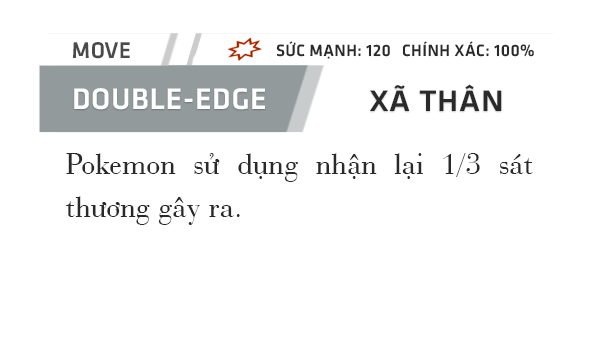 MOVE SỨC MẠNH: 120 CHÍNH XÁC: 100%
DOUBLE-EDGE XÃ THÂN
Pokemon sử dụng nhận lại 1/3 sát
thương gây ra.